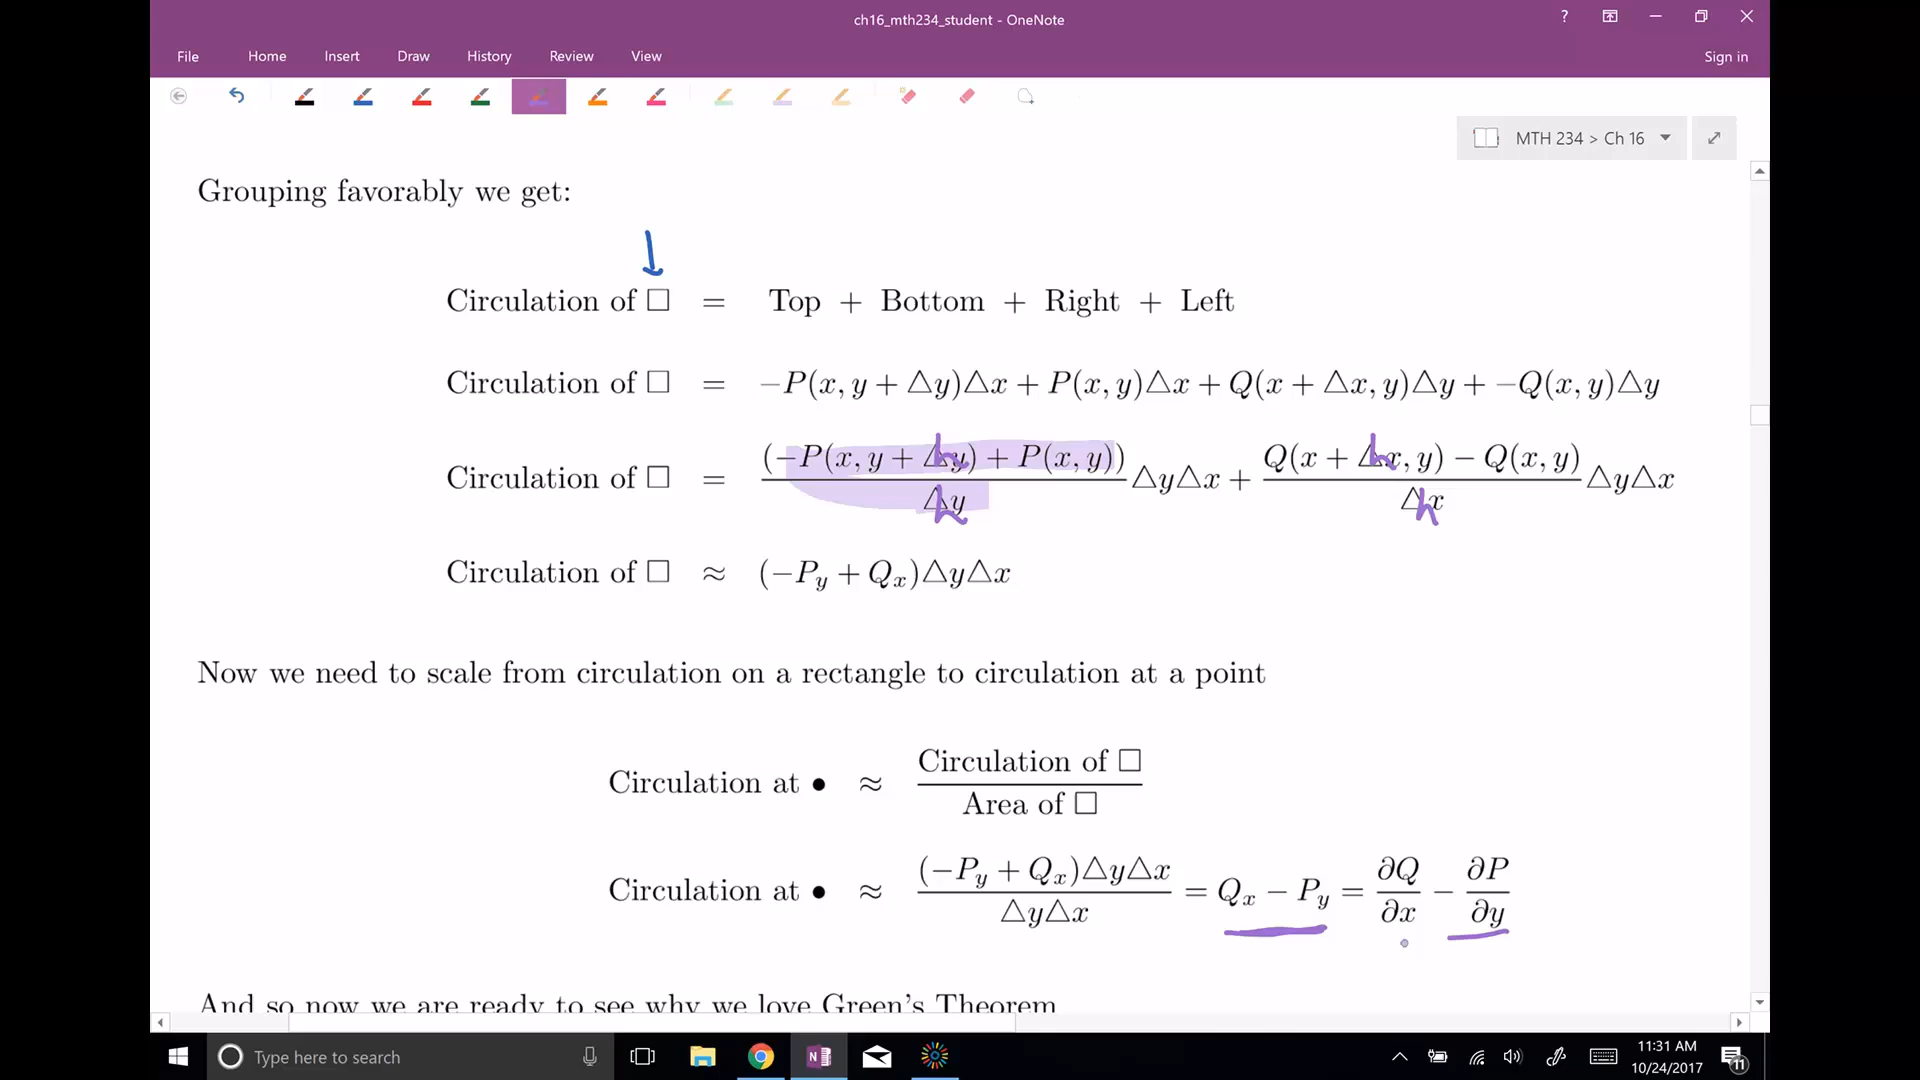 ch16_mth234_student - OneNote
?
File Home Insert Draw History Review View
Sign in
MTH 234 > Ch 16
Grouping favorably we get:
↓
Circulation of □ = Top + Bottom + Right + Left
Circulation of □ = −P(x, y + △y)△x + P(x, y)△x + Q(x + △x, y)△y + −Q(x, y)△y
Circulation of □ = (−P(x, y + △y) + P(x, y))/△y △y△x + Q(x + △x, y) − Q(x, y)/△x △y△x
h h
h h
Circulation of □ ≈ (−P_y + Q_x)△y△x
Now we need to scale from circulation on a rectangle to circulation at a point
Circulation at • ≈ Circulation of □ / Area of □
Circulation at • ≈ (−P_y + Q_x)△y△x / △y△x = Q_x − P_y = ∂Q/∂x − ∂P/∂y
And so now we are ready to see why we love Green's Theorem
Type here to search
11:31 AM
10/24/2017
11